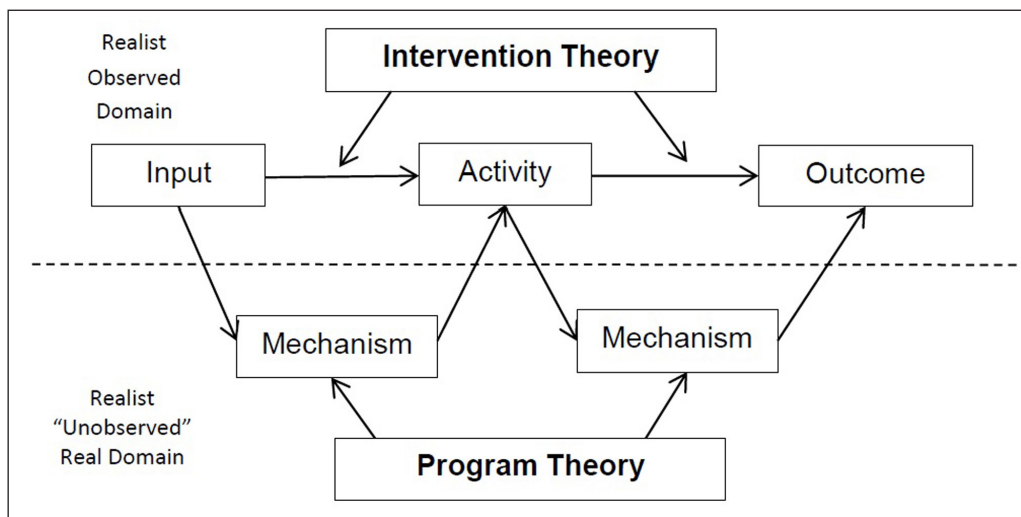 Realist
Observed
Domain
Intervention Theory
Input
Activity
Outcome
Mechanism
Mechanism
Realist
“Unobserved”
Real Domain
Program Theory